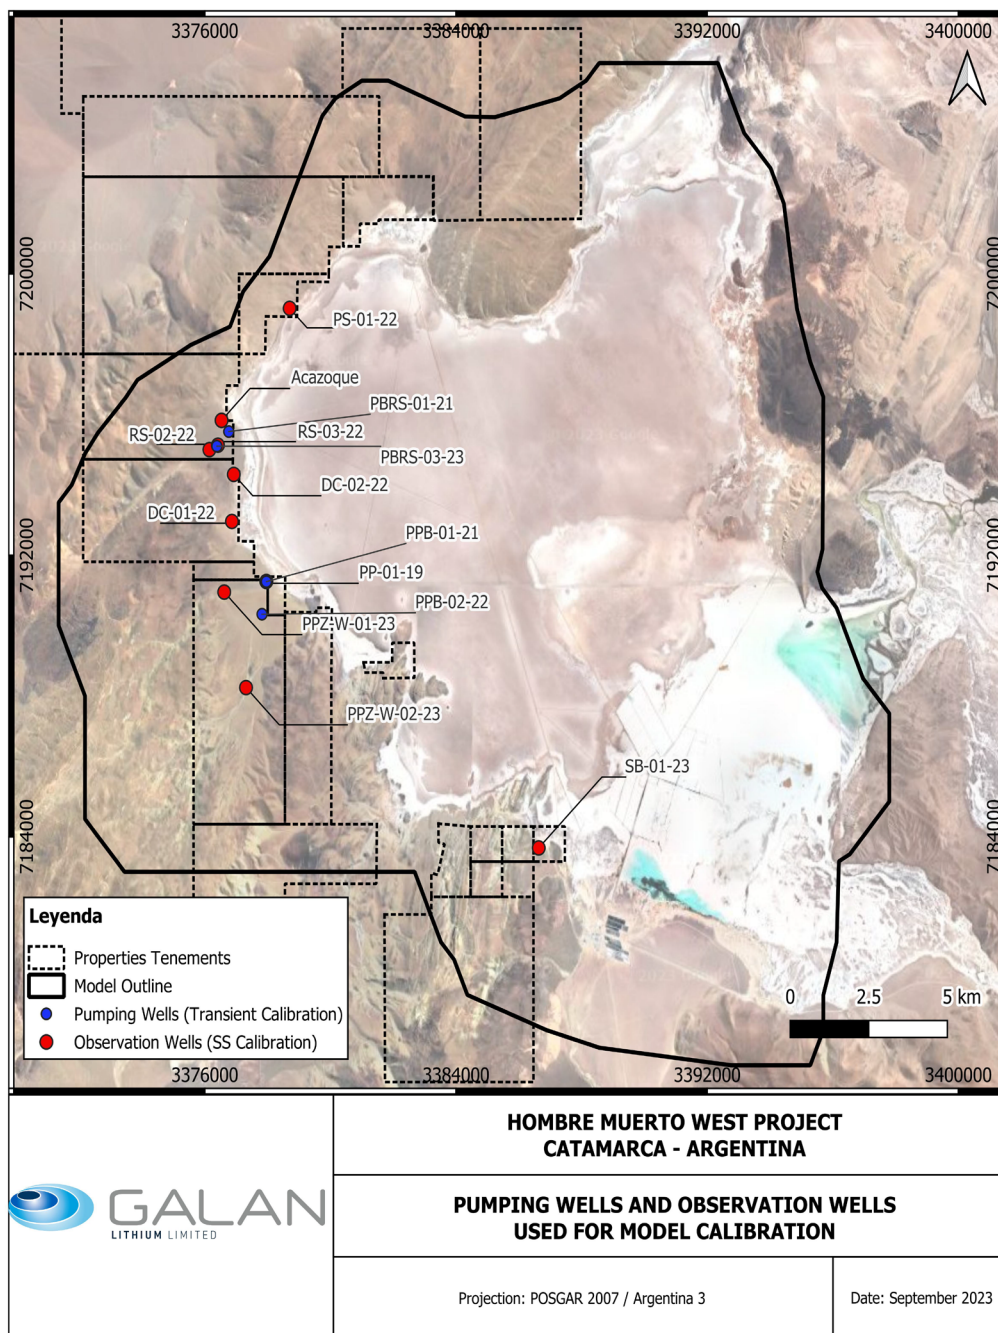 3376000
3384000
3392000
3400000
7200000
7200000
PS-01-22
Acazoque
PBRS-01-21
RS-02-22
RS-03-22
PBRS-03-23
DC-02-22
DC-01-22
PPB-01-21
7192000
7192000
PP-01-19
PPB-02-22
PPZ-W-01-23
PPZ-W-02-23
SB-01-23
7184000
7184000
Leyenda
Properties Tenements
Model Outline
Pumping Wells (Transient Calibration)
Observation Wells (SS Calibration)
0 2.5 5 km
3376000
3384000
3392000
3400000
GALAN
LITHIUM LIMITED
HOMBRE MUERTO WEST PROJECT
CATAMARCA - ARGENTINA
PUMPING WELLS AND OBSERVATION WELLS
USED FOR MODEL CALIBRATION
Projection: POSGAR 2007 / Argentina 3
Date: September 2023